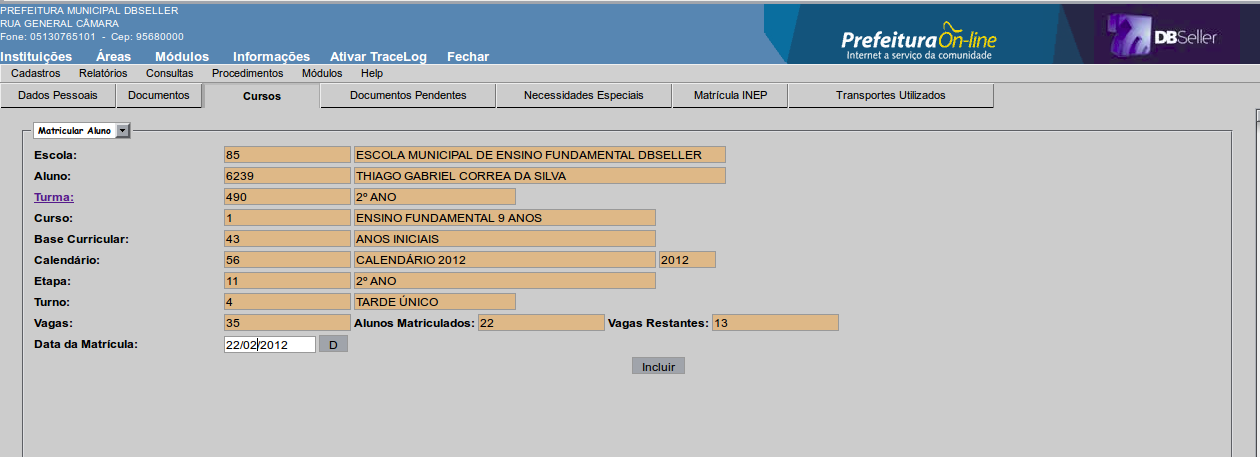 PREFEITURA MUNICIPAL DBSELLER
RUA GENERAL CÂMARA
Fone: 05130765101 - Cep: 95680000
PrefeituraOn-line
Internet a serviço da comunidade
DBSeller
Instituições Áreas Módulos Informações Ativar TraceLog Fechar
Cadastros Relatórios Consultas Procedimentos Módulos Help
Dados Pessoais Documentos Cursos Documentos Pendentes Necessidades Especiais Matrícula INEP Transportes Utilizados
Matricular Aluno
Escola: 85 ESCOLA MUNICIPAL DE ENSINO FUNDAMENTAL DBSELLER
Aluno: 6239 THIAGO GABRIEL CORREA DA SILVA
Turma: 490 2º ANO
Curso: 1 ENSINO FUNDAMENTAL 9 ANOS
Base Curricular: 43 ANOS INICIAIS
Calendário: 56 CALENDÁRIO 2012 2012
Etapa: 11 2º ANO
Turno: 4 TARDE ÚNICO
Vagas: 35 Alunos Matriculados: 22 Vagas Restantes: 13
Data da Matrícula: 22/02/2012 D
Incluir